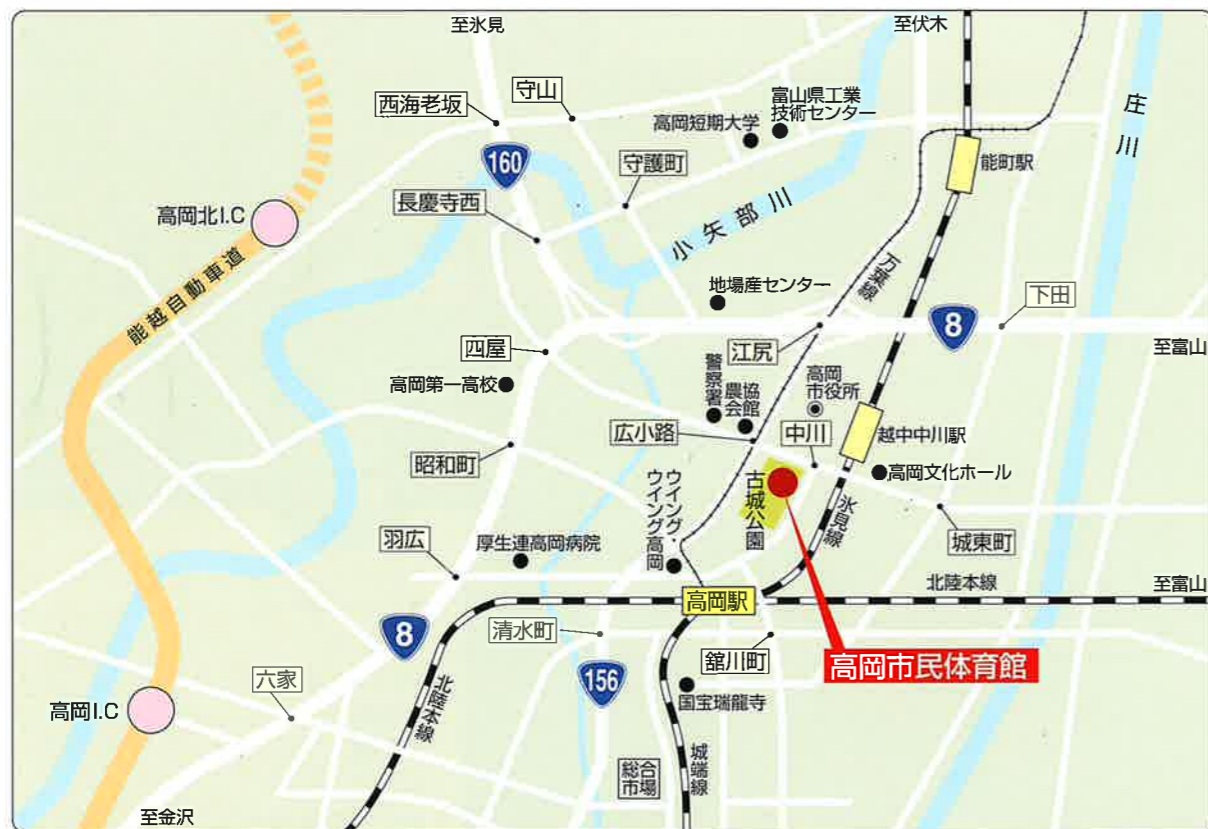 至氷見
至伏木
西海老坂
守山
高岡短期大学
富山県工業
技術センター
庄川
160
守護町
能町駅
長慶寺西
高岡北I.C
小矢部川
能越自動車道
万葉線
地場産センター
下田
8
四屋
江尻
至富山
高岡第一高校
警察署
農協
会館
高岡
市役所
広小路
中川
越中中川駅
昭和町
高岡文化ホール
ウイング・
ウイング高岡
古城公園
氷見線
城東町
羽広
厚生連高岡病院
高岡駅
北陸本線
至富山
8
清水町
舘川町
高岡市民体育館
156
六家
高岡I.C
北陸本線
国宝瑞龍寺
総合
市場
城端線
至金沢